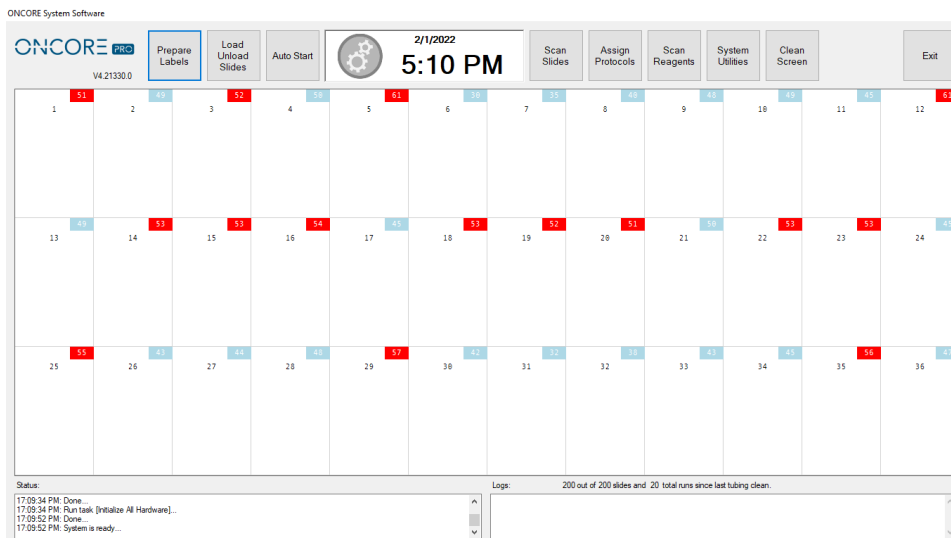 ONCORE System Software
ONCORE PRO
V4.21330.0
Prepare
Labels
Load
Unload
Slides
Auto Start
2/1/2022
5:10 PM
Scan
Slides
Assign
Protocols
Scan
Reagents
System
Utilities
Clean
Screen
Exit
51 49 52 50 61 30 35 40 48 49 45 61
1 2 3 4 5 6 7 8 9 10 11 12
49 53 53 54 45 53 52 51 50 53 53
13 14 15 16 17 18 19 20 21 22 23 24
55 43 44 48 57 42 32 30 43 45 56
25 26 27 28 29 30 31 32 33 34 35 36
Status:
17:09:34 PM: Done...
17:09:34 PM: Run task [Initialize All Hardware]...
17:09:52 PM: Done...
17:09:52 PM: System is ready...
Logs:
200 out of 200 slides and 20 total runs since last tubing clean.